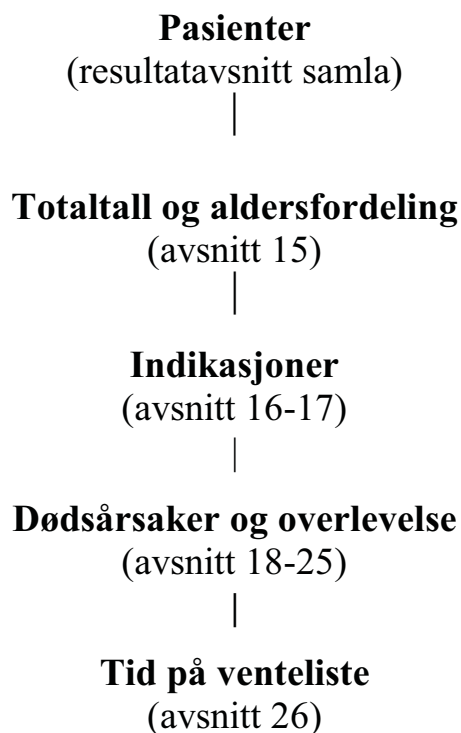 Pasienter
(resultatavsnitt samla)
Totaltall og aldersfordeling
(avsnitt 15)
Indikasjoner
(avsnitt 16-17)
Dødsårsaker og overlevelse
(avsnitt 18-25)
Tid på venteliste
(avsnitt 26)